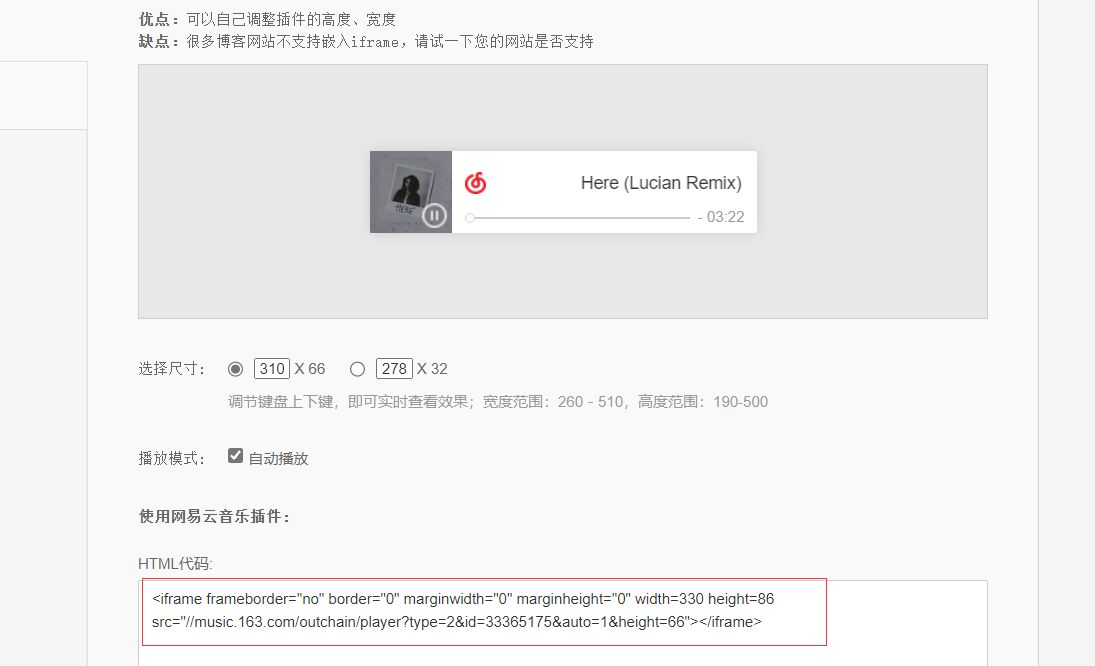 优点：可以自己调整插件的高度、宽度
缺点：很多博客网站不支持嵌入iframe，请试一下您的网站是否支持
HERE
Here (Lucian Remix)
- 03:22
选择尺寸： 310 X 66 278 X 32
调节键盘上下键，即可实时查看效果；宽度范围：260 - 510，高度范围：190-500
播放模式： 自动播放
使用网易云音乐插件：
HTML代码:
<iframe frameborder="no" border="0" marginwidth="0" marginheight="0" width=330 height=86
src="//music.163.com/outchain/player?type=2&id=33365175&auto=1&height=66"></iframe>